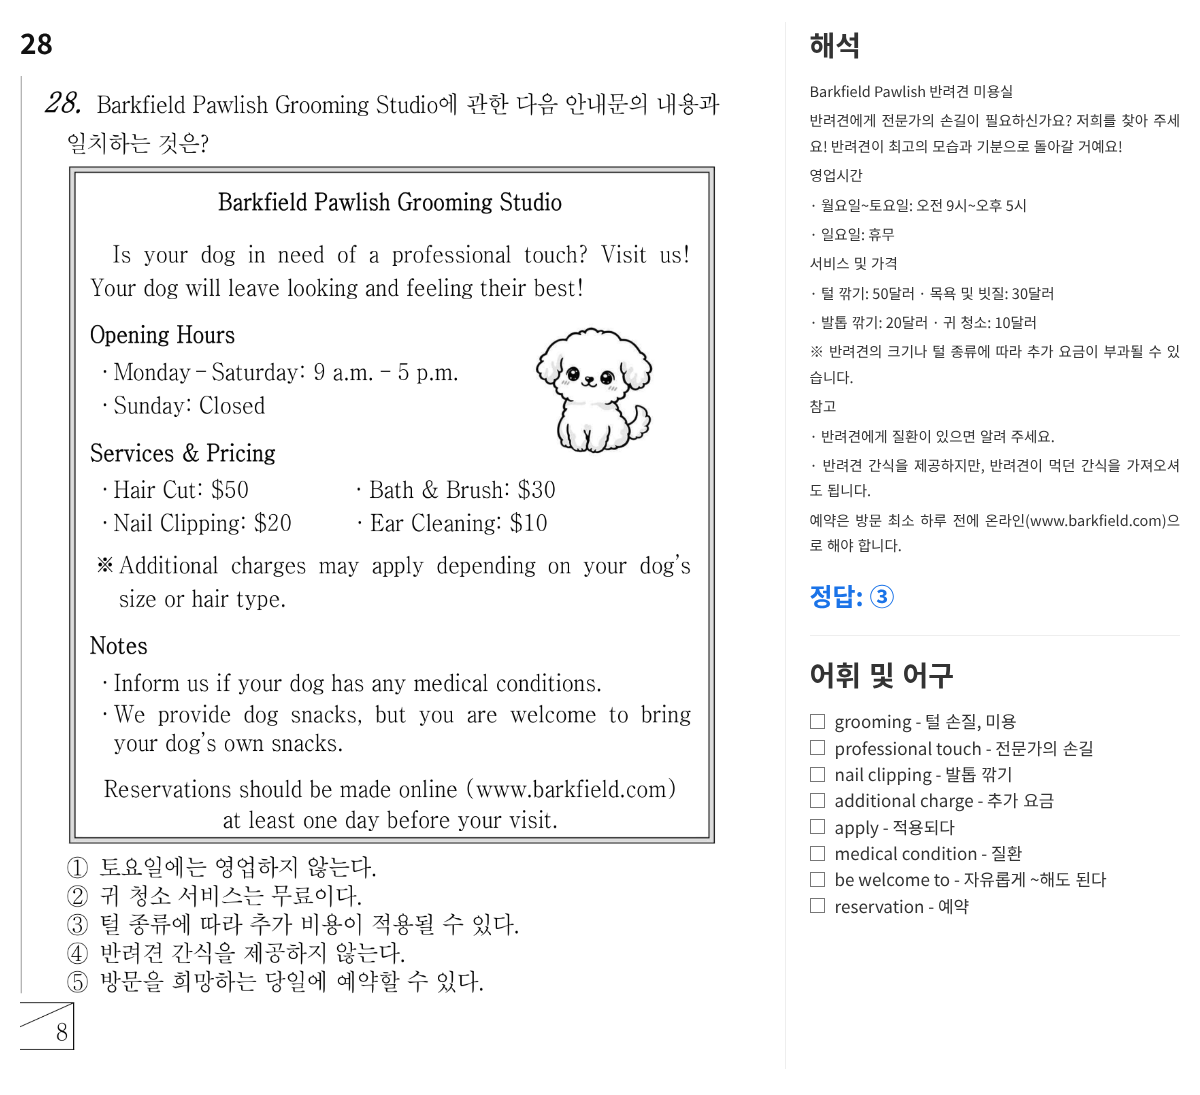 28
28. Barkfield Pawlish Grooming Studio에 관한 다음 안내문의 내용과
일치하는 것은?
Barkfield Pawlish Grooming Studio
Is your dog in need of a professional touch? Visit us!
Your dog will leave looking and feeling their best!
Opening Hours
· Monday - Saturday: 9 a.m. - 5 p.m.
· Sunday: Closed
Services & Pricing
· Hair Cut: $50 · Bath & Brush: $30
· Nail Clipping: $20 · Ear Cleaning: $10
※ Additional charges may apply depending on your dog's
size or hair type.
Notes
· Inform us if your dog has any medical conditions.
· We provide dog snacks, but you are welcome to bring
your dog's own snacks.
Reservations should be made online (www.barkfield.com)
at least one day before your visit.
① 토요일에는 영업하지 않는다.
② 귀 청소 서비스는 무료이다.
③ 털 종류에 따라 추가 비용이 적용될 수 있다.
④ 반려견 간식을 제공하지 않는다.
⑤ 방문을 희망하는 당일에 예약할 수 있다.
8
해석
Barkfield Pawlish 반려견 미용실
반려견에게 전문가의 손길이 필요하신가요? 저희를 찾아 주세
요! 반려견이 최고의 모습과 기분으로 돌아갈 거예요!
영업시간
· 월요일~토요일: 오전 9시~오후 5시
· 일요일: 휴무
서비스 및 가격
· 털 깎기: 50달러 · 목욕 및 빗질: 30달러
· 발톱 깎기: 20달러 · 귀 청소: 10달러
※ 반려견의 크기나 털 종류에 따라 추가 요금이 부과될 수 있
습니다.
참고
· 반려견에게 질환이 있으면 알려 주세요.
· 반려견 간식을 제공하지만, 반려견이 먹던 간식을 가져오셔
도 됩니다.
예약은 방문 최소 하루 전에 온라인(www.barkfield.com)으
로 해야 합니다.
정답: ③
어휘 및 어구
□ grooming - 털 손질, 미용
□ professional touch - 전문가의 손길
□ nail clipping - 발톱 깎기
□ additional charge - 추가 요금
□ apply - 적용되다
□ medical condition - 질환
□ be welcome to - 자유롭게 ~해도 된다
□ reservation - 예약